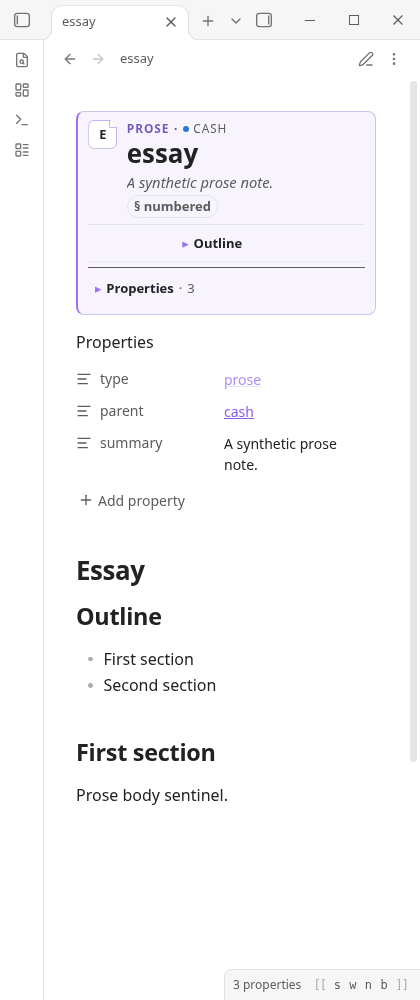 essay
essay
E
PROSE · CASH
essay
A synthetic prose note.
§ numbered
▸ Outline
▸ Properties · 3
Properties
type prose
parent cash
summary A synthetic prose
note.
+ Add property
Essay
Outline
• First section
• Second section
First section
Prose body sentinel.
3 properties [[ s w n b ]]